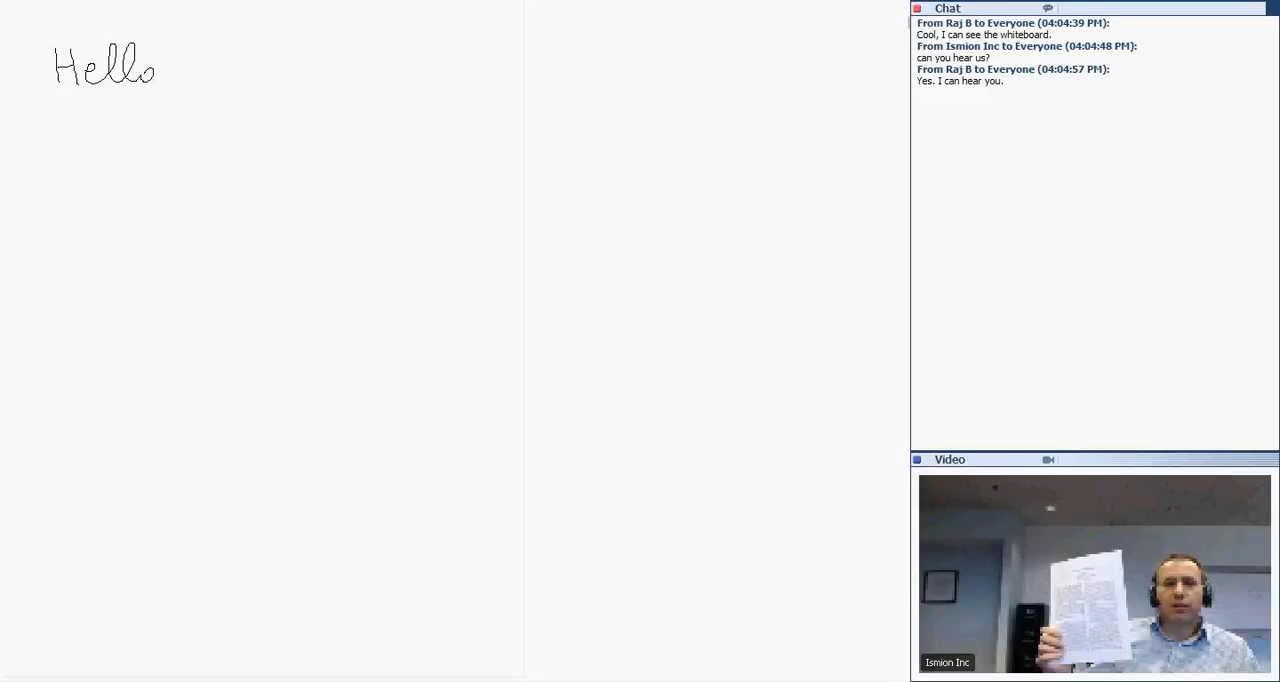 Hello
Chat
From Raj B to Everyone (04:04:39 PM):
Cool, I can see the whiteboard.
From Ismion Inc to Everyone (04:04:48 PM):
can you hear us?
From Raj B to Everyone (04:04:57 PM):
Yes. I can hear you.
Video
Ismion Inc